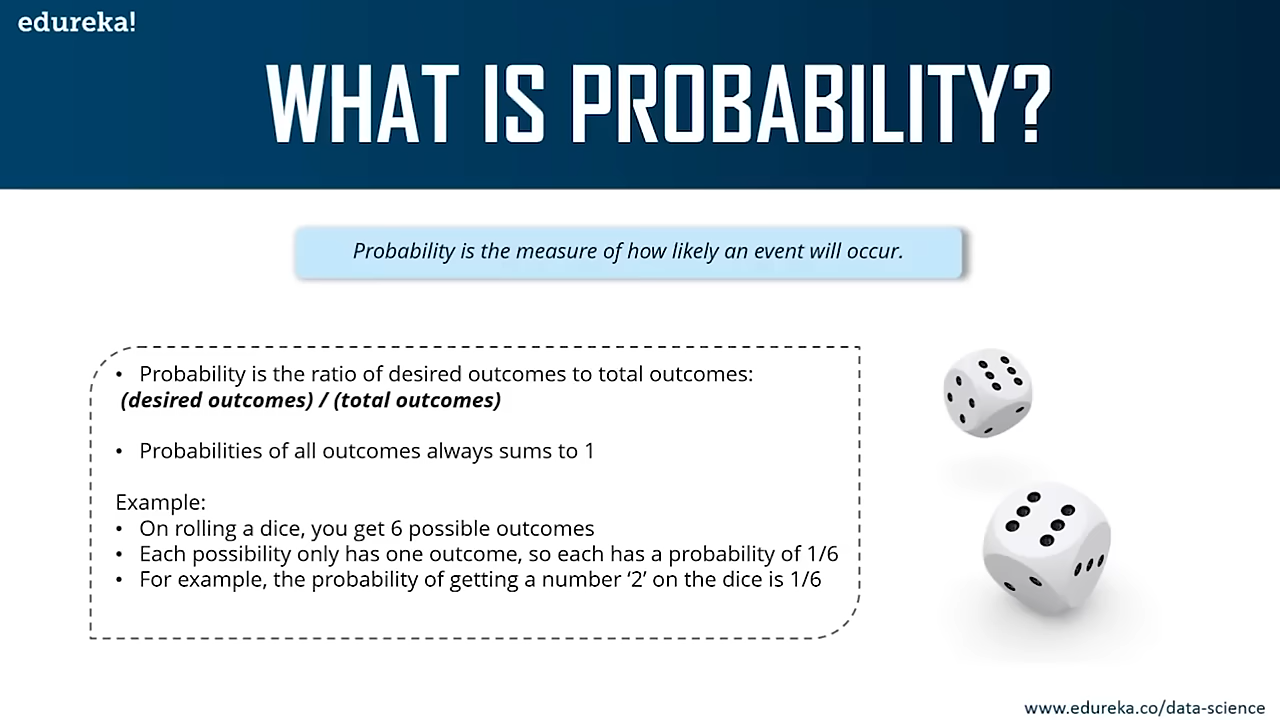 edureka!
WHAT IS PROBABILITY?
Probability is the measure of how likely an event will occur.
• Probability is the ratio of desired outcomes to total outcomes:
(desired outcomes) / (total outcomes)
• Probabilities of all outcomes always sums to 1
Example:
• On rolling a dice, you get 6 possible outcomes
• Each possibility only has one outcome, so each has a probability of 1/6
• For example, the probability of getting a number ‘2’ on the dice is 1/6
www.edureka.co/data-science